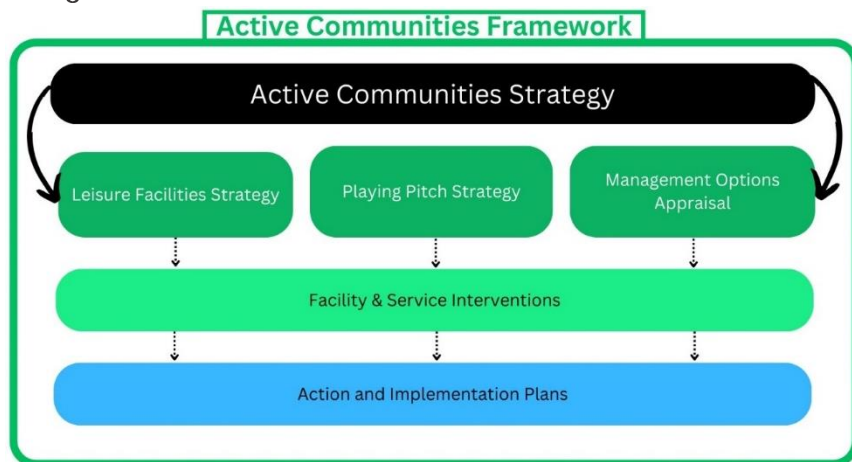 Active Communities Framework
Active Communities Strategy
Leisure Facilities Strategy
Playing Pitch Strategy
Management Options
Appraisal
Facility & Service Interventions
Action and Implementation Plans